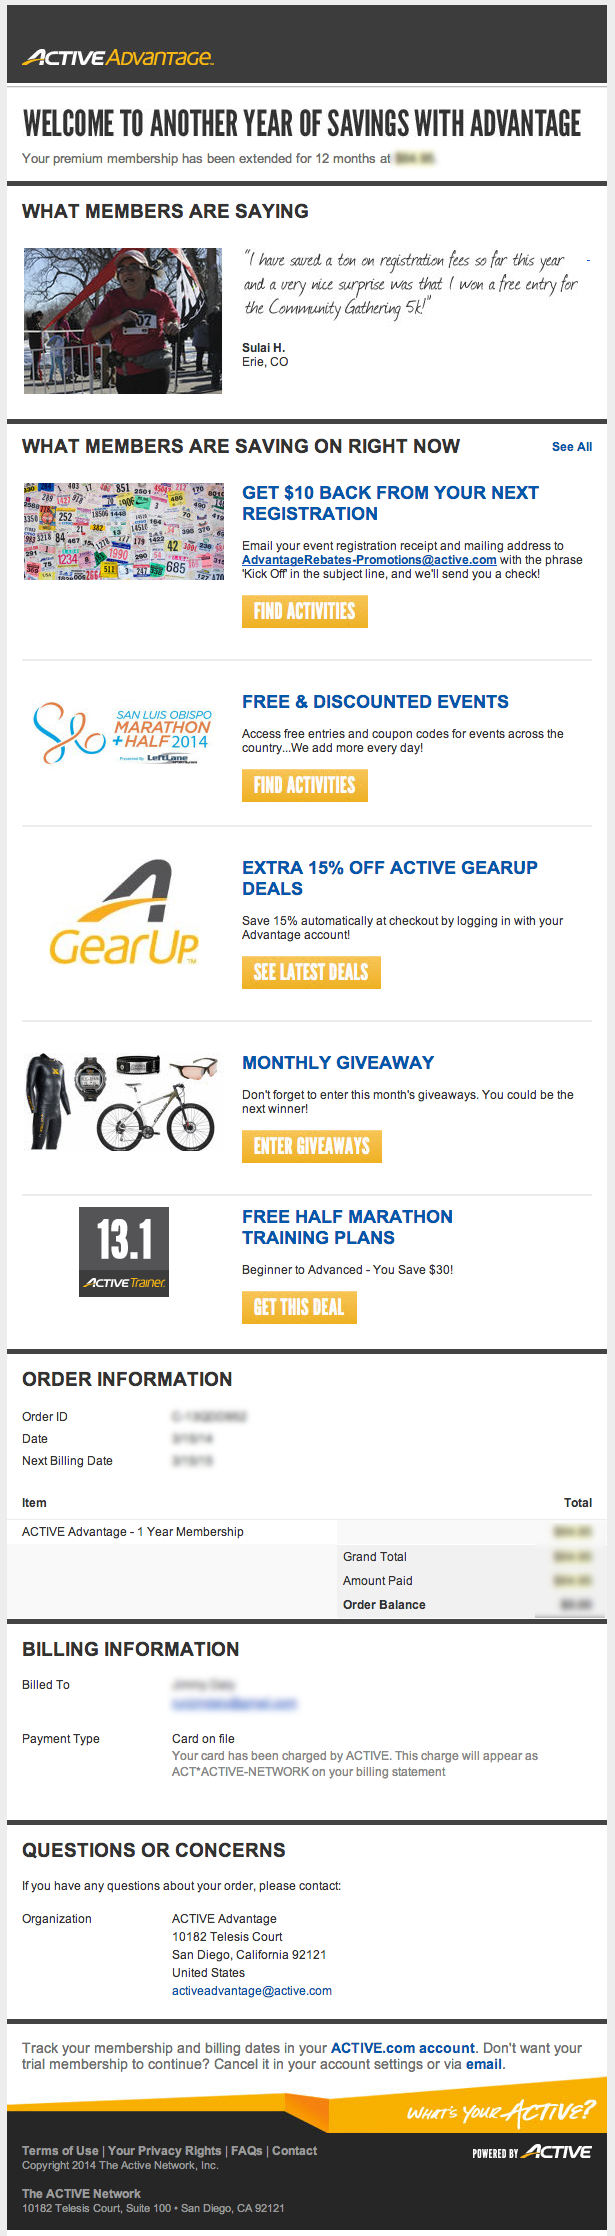 ACTIVE Advantage™
WELCOME TO ANOTHER YEAR OF SAVINGS WITH ADVANTAGE
Your premium membership has been extended for 12 months at
WHAT MEMBERS ARE SAYING
"I have saved a ton on registration fees so far this year -
and a very nice surprise was that I won a free entry for
the Community Gathering 5k!"
Sulai H.
Erie, CO
WHAT MEMBERS ARE SAVING ON RIGHT NOW
See All
GET $10 BACK FROM YOUR NEXT
REGISTRATION
Email your event registration receipt and mailing address to
AdvantageRebates-Promotions@active.com with the phrase
'Kick Off' in the subject line, and we'll send you a check!
FIND ACTIVITIES
SAN LUIS OBISPO
MARATHON
+HALF 2014
Presented By LeftLane
FREE & DISCOUNTED EVENTS
Access free entries and coupon codes for events across the
country...We add more every day!
FIND ACTIVITIES
GearUp™
EXTRA 15% OFF ACTIVE GEARUP
DEALS
Save 15% automatically at checkout by logging in with your
Advantage account!
SEE LATEST DEALS
MONTHLY GIVEAWAY
Don't forget to enter this month's giveaways. You could be the
next winner!
ENTER GIVEAWAYS
13.1
ACTIVE Trainer
FREE HALF MARATHON
TRAINING PLANS
Beginner to Advanced - You Save $30!
GET THIS DEAL
ORDER INFORMATION
Order ID
Date
Next Billing Date
Item Total
ACTIVE Advantage - 1 Year Membership
Grand Total
Amount Paid
Order Balance
BILLING INFORMATION
Billed To
Payment Type Card on file
Your card has been charged by ACTIVE. This charge will appear as
ACT*ACTIVE-NETWORK on your billing statement
QUESTIONS OR CONCERNS
If you have any questions about your order, please contact:
Organization ACTIVE Advantage
10182 Telesis Court
San Diego, California 92121
United States
activeadvantage@active.com
Track your membership and billing dates in your ACTIVE.com account. Don't want your
trial membership to continue? Cancel it in your account settings or via email.
WHAT'S YOUR ACTIVE?
Terms of Use | Your Privacy Rights | FAQs | Contact
POWERED BY ACTIVE
Copyright 2014 The Active Network, Inc.
The ACTIVE Network
10182 Telesis Court, Suite 100 • San Diego, CA 92121